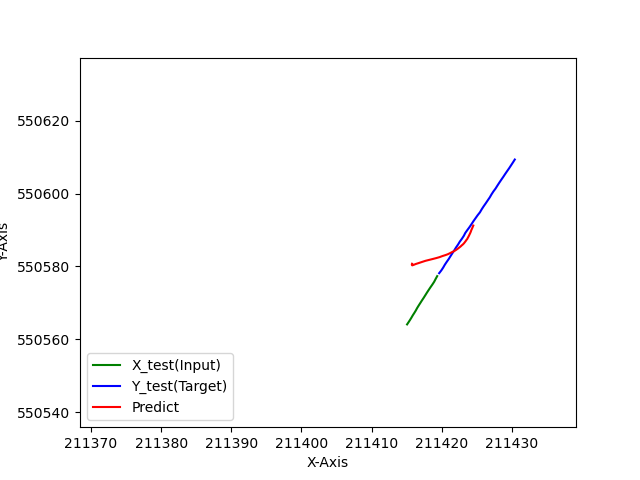 550620
550600
550580
550560
550540
Y-Axis
X_test(Input)
Y_test(Target)
Predict
211370 211380 211390 211400 211410 211420 211430
X-Axis